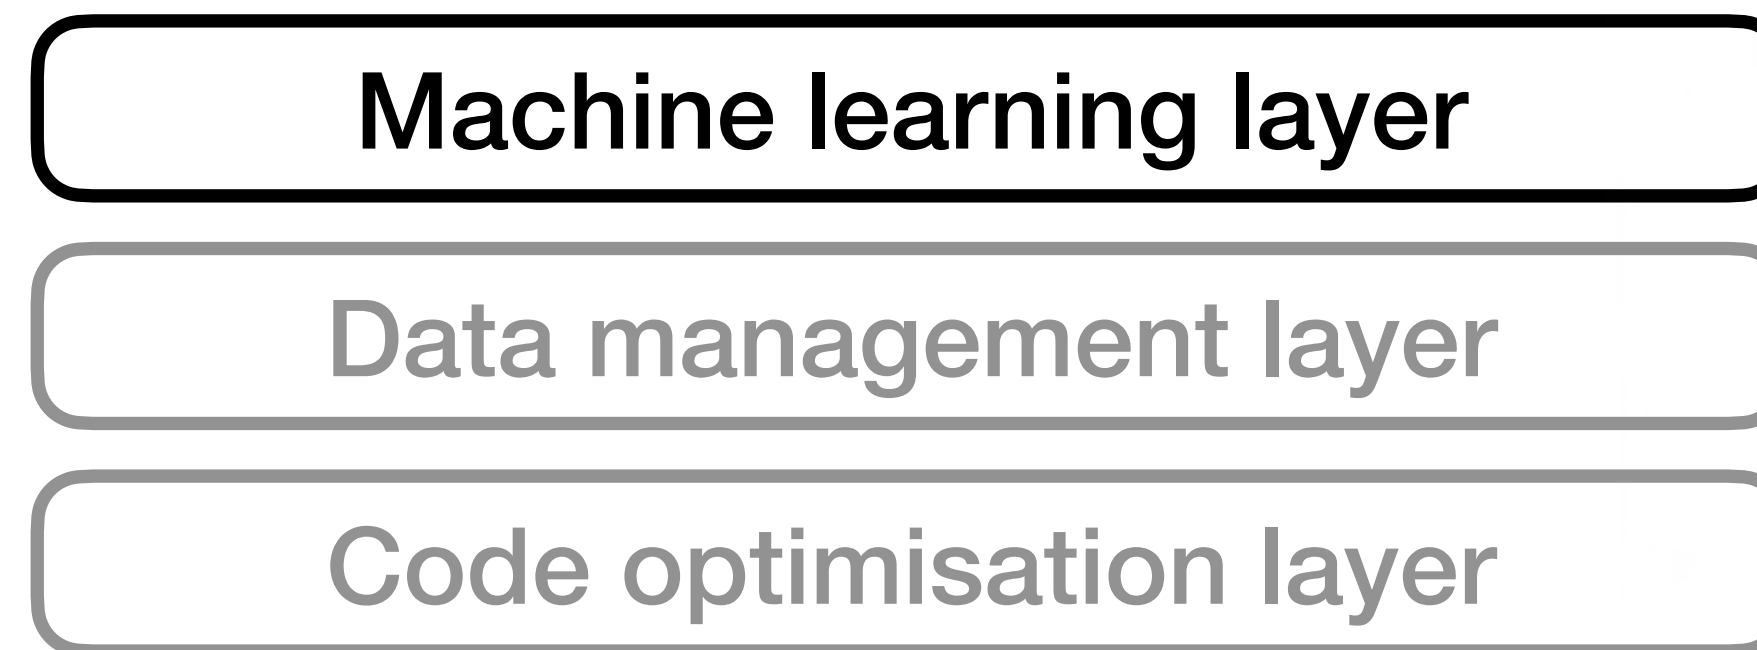 Machine learning layer
Data management layer
Code optimisation layer